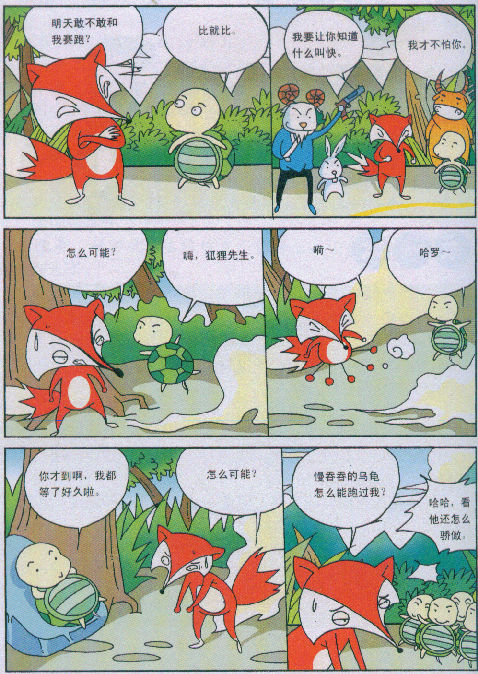 明天敢不敢和
我赛跑？
比就比。
我要让你知道
什么叫快。
我才不怕你。
怎么可能？
嗨，狐狸先生。
嗬～
哈罗～
你才到啊，我都
等了好久啦。
怎么可能？
慢吞吞的乌龟
怎么能跑过我？
哈哈，看
他还怎么
骄傲。